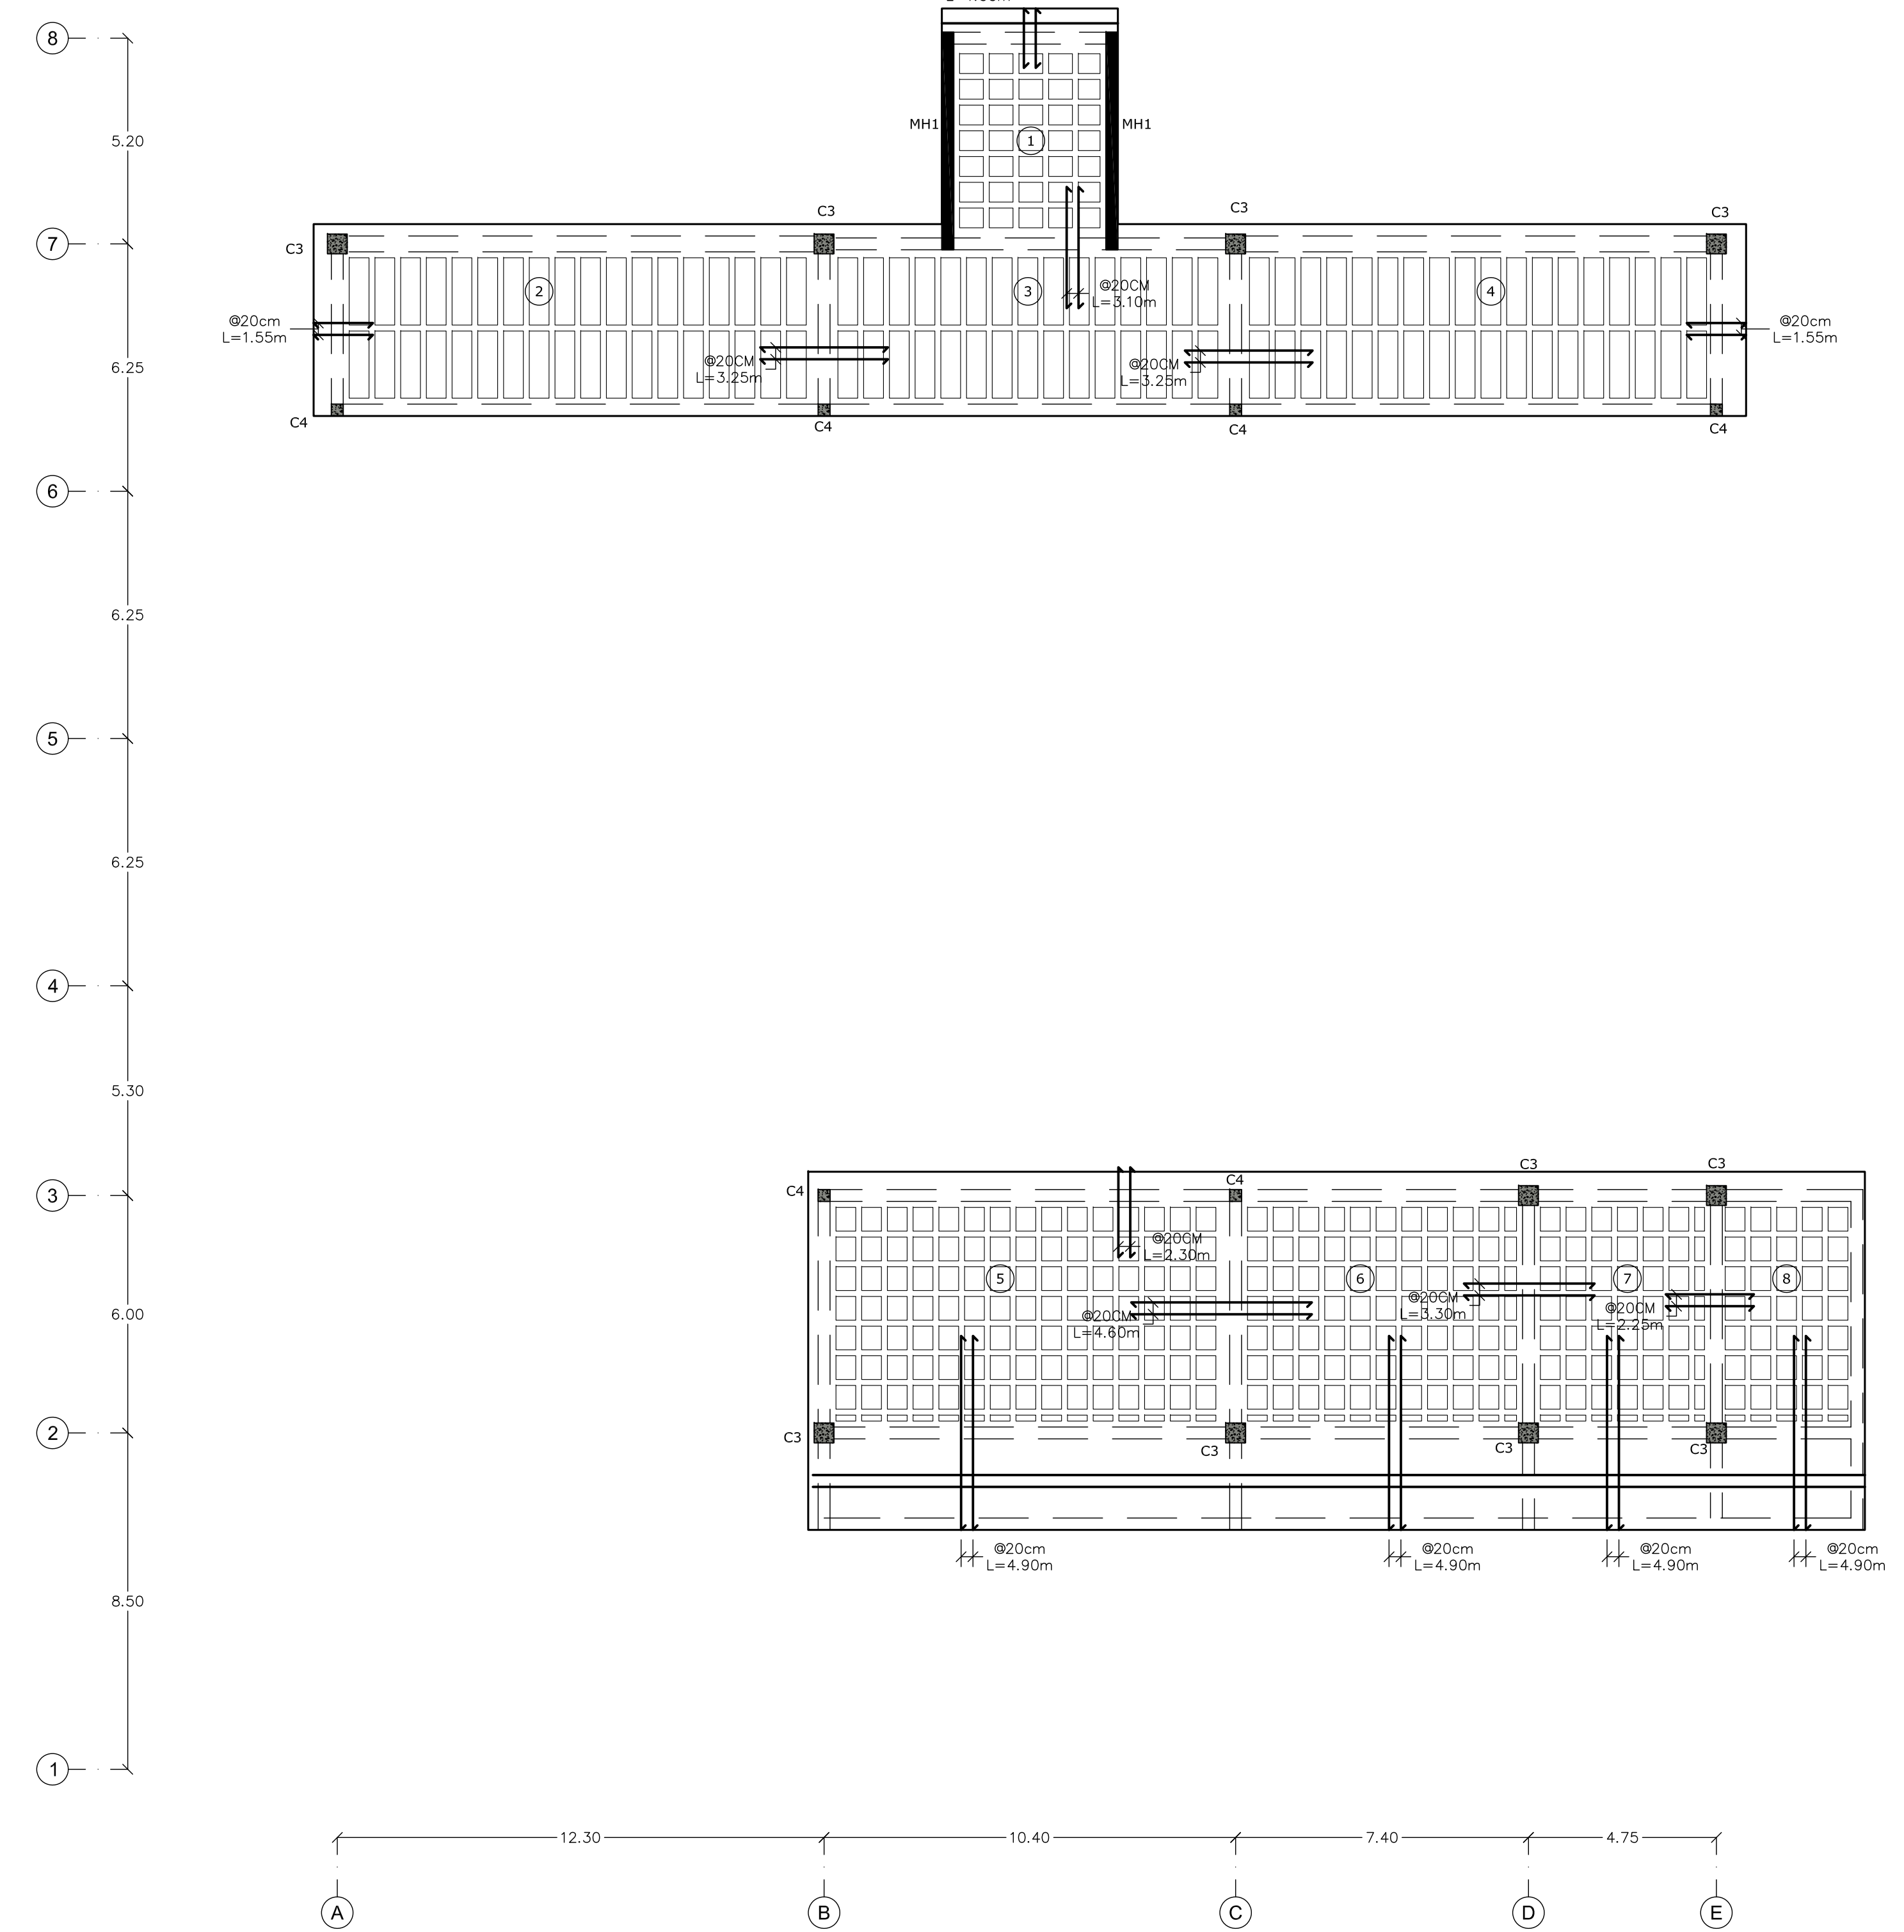 8
5.20
MH1
MH1
1
C3
C3
C3
7
C3
2
3
4
@20CM
L=3.10m
@20cm
L=1.55m
@20cm
L=1.55m
@20CM
L=3.25m
@20CM
L=3.25m
6.25
C4
C4
C4
C4
6
6.25
5
6.25
4
5.30
C3
C3
C4
C4
3
@20CM
L=2.30m
5
6
7
8
@20CM
L=4.60m
@20CM
L=3.30m
@20CM
L=2.25m
6.00
2
C3
C3
C3
C3
@20cm
L=4.90m
@20cm
L=4.90m
@20cm
L=4.90m
@20cm
L=4.90m
8.50
1
12.30
10.40
7.40
4.75
A
B
C
D
E